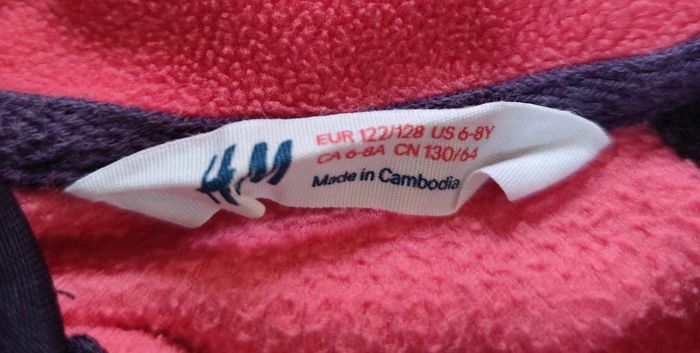 H&M
EUR 122/128 US 6-8Y
CA 6-8A CN 130/64
Made in Cambodia